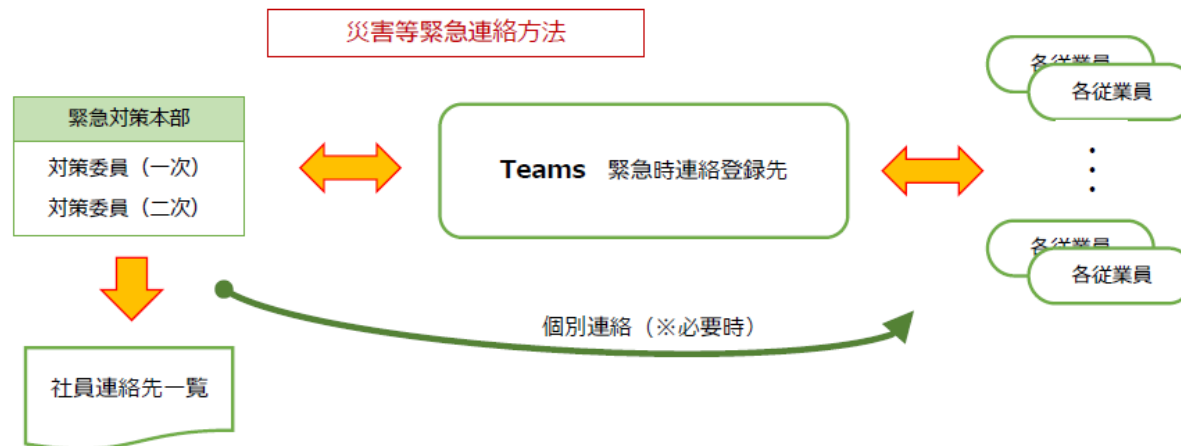 災害等緊急連絡方法
緊急対策本部
対策委員（一次）
対策委員（二次）
Teams 緊急時連絡登録先
各従業員
各従業員
各従業員
各従業員
個別連絡（※必要時）
社員連絡先一覧